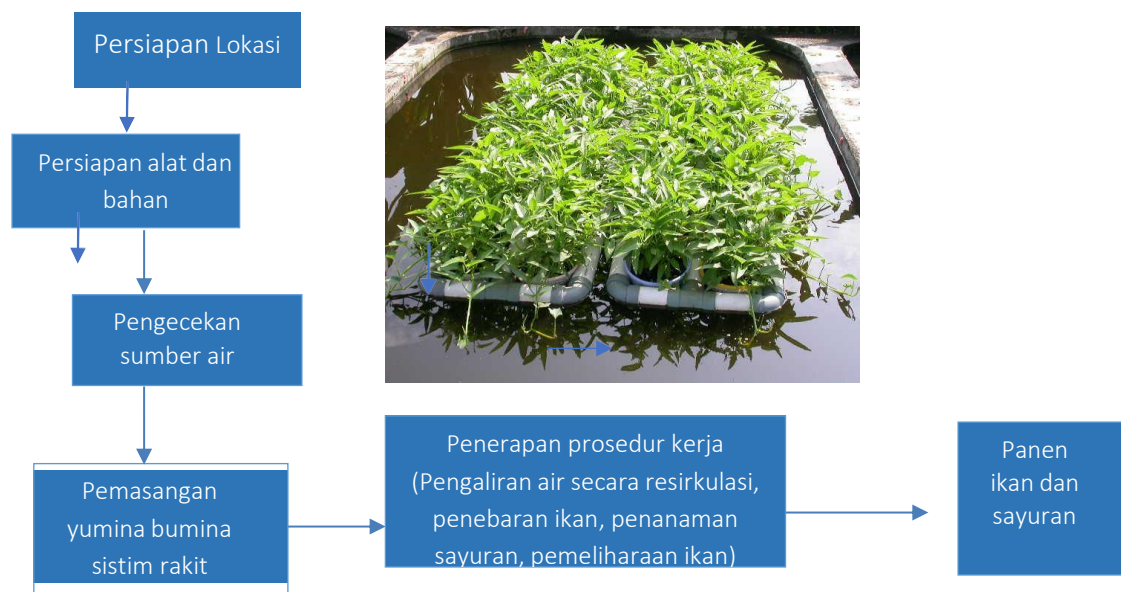 Persiapan Lokasi
Persiapan alat dan
bahan
Pengecekan
sumber air
Pemasangan
yumina bumina
sistim rakit
Penerapan prosedur kerja
(Pengaliran air secara resirkulasi,
penebaran ikan, penanaman
sayuran, pemeliharaan ikan)
Panen
ikan dan
sayuran